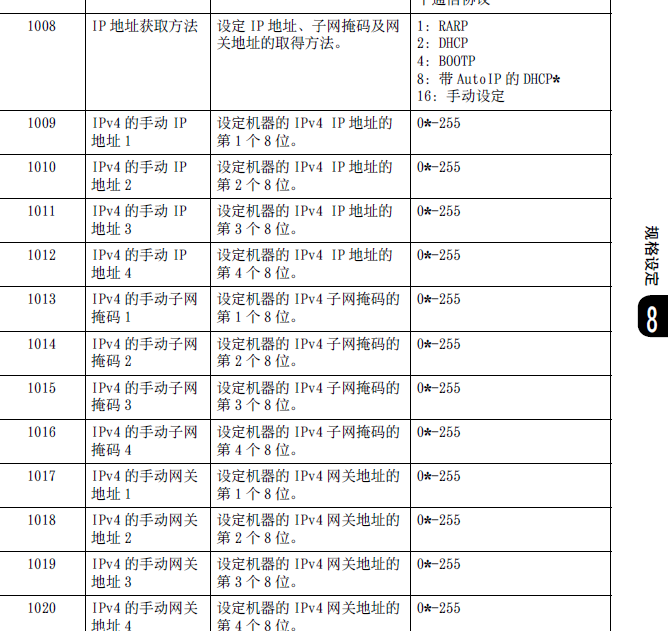 1008 IP 地址获取方法 设定 IP 地址、子网掩码及网 1: RARP
关地址的取得方法。 2: DHCP
4: BOOTP
8: 带 AutoIP 的 DHCP*
16: 手动设定
1009 IPv4 的手动 IP 设定机器的 IPv4 IP 地址的 0*-255
地址 1 第 1 个 8 位。
1010 IPv4 的手动 IP 设定机器的 IPv4 IP 地址的 0*-255
地址 2 第 2 个 8 位。
1011 IPv4 的手动 IP 设定机器的 IPv4 IP 地址的 0*-255
地址 3 第 3 个 8 位。
1012 IPv4 的手动 IP 设定机器的 IPv4 IP 地址的 0*-255
地址 4 第 4 个 8 位。
1013 IPv4 的手动子网 设定机器的 IPv4 子网掩码的 0*-255
掩码 1 第 1 个 8 位。
1014 IPv4 的手动子网 设定机器的 IPv4 子网掩码的 0*-255
掩码 2 第 2 个 8 位。
1015 IPv4 的手动子网 设定机器的 IPv4 子网掩码的 0*-255
掩码 3 第 3 个 8 位。
1016 IPv4 的手动子网 设定机器的 IPv4 子网掩码的 0*-255
掩码 4 第 4 个 8 位。
1017 IPv4 的手动网关 设定机器的 IPv4 网关地址的 0*-255
地址 1 第 1 个 8 位。
1018 IPv4 的手动网关 设定机器的 IPv4 网关地址的 0*-255
地址 2 第 2 个 8 位。
1019 IPv4 的手动网关 设定机器的 IPv4 网关地址的 0*-255
地址 3 第 3 个 8 位。
1020 IPv4 的手动网关 设定机器的 IPv4 网关地址的 0*-255
地址 4 第 4 个 8 位。
规格设定
8